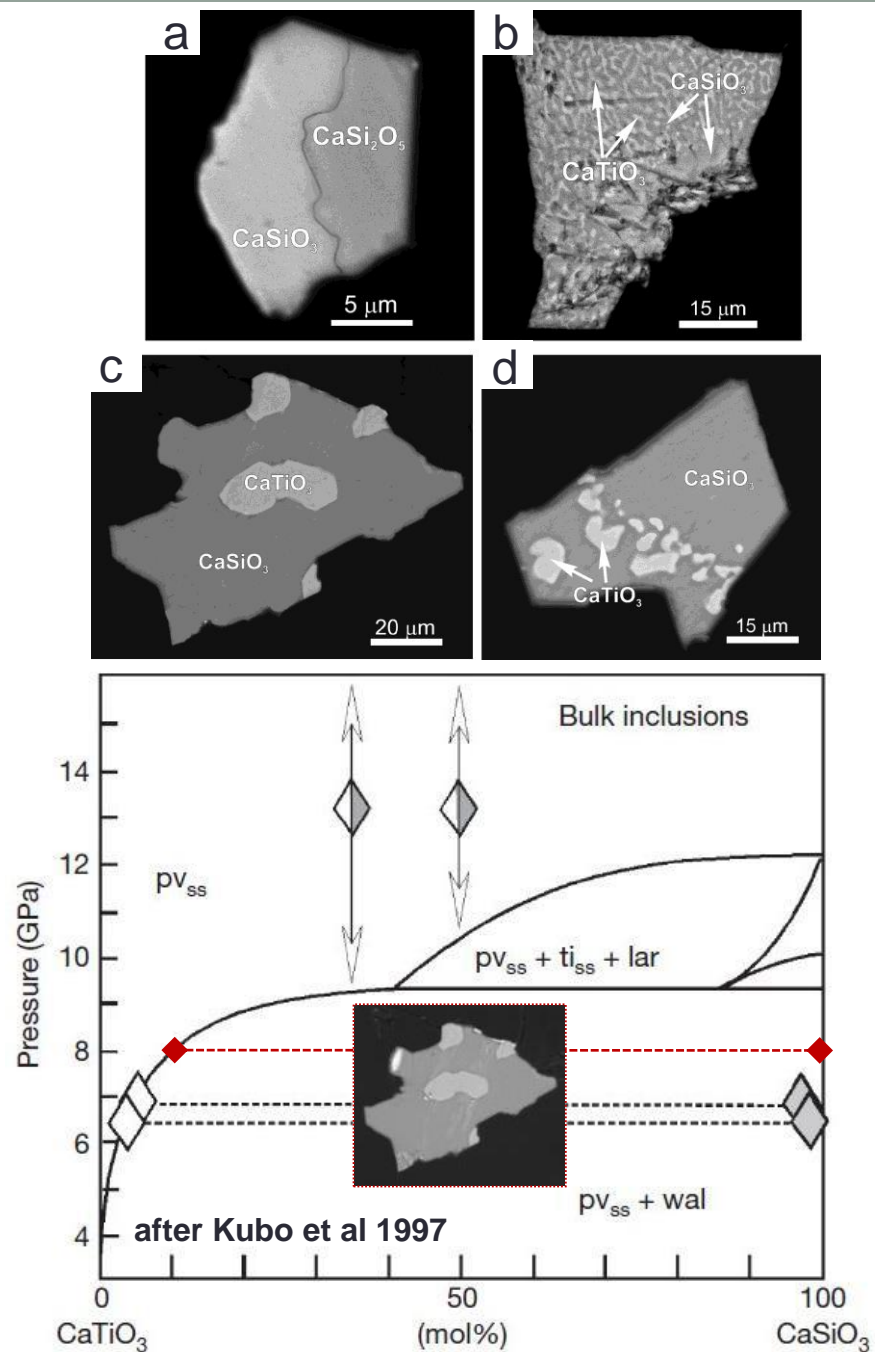 a
b
CaSi₂O₅
CaSiO₃
5 μm
CaSiO₃
CaTiO₃
15 μm
c
d
CaTiO₃
CaSiO₃
20 μm
CaSiO₃
CaTiO₃
15 μm
Bulk inclusions
Pressure (GPa)
14
12
10
8
6
4
pvₛₛ
pvₛₛ + tiₛₛ + lar
pvₛₛ + wal
after Kubo et al 1997
0
50
100
CaTiO₃
(mol%)
CaSiO₃